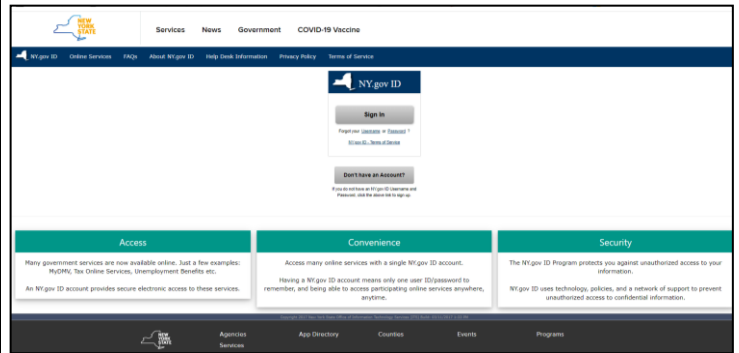 NEW
YORK
STATE
Services News Government COVID-19 Vaccine
NY.gov ID Online Services FAQs About NY.gov ID Help Desk Information Privacy Policy Terms of Service
NY.gov ID
Sign In
Forgot your Username or Password ?
NY.gov ID - Terms of Service
Don't have an Account?
If you do not have an NY.gov ID Username and
Password, click the above tab to sign up.
Access
Many government services are now available online. Just a few examples:
MyDMV, Tax Online Services, Unemployment Benefits etc.
An NY.gov ID account provides secure electronic access to these services.
Convenience
Access many online services with a single NY.gov ID account.
Having a NY.gov ID account means only one user ID/password to
remember, and being able to access participating online services anywhere,
anytime.
Security
The NY.gov ID Program protects you against unauthorized access to your
information.
NY.gov ID uses technology, policies, and a network of support to prevent
unauthorized access to confidential information.
NEW
YORK
STATE
Agencies App Directory Counties Events Programs
Services